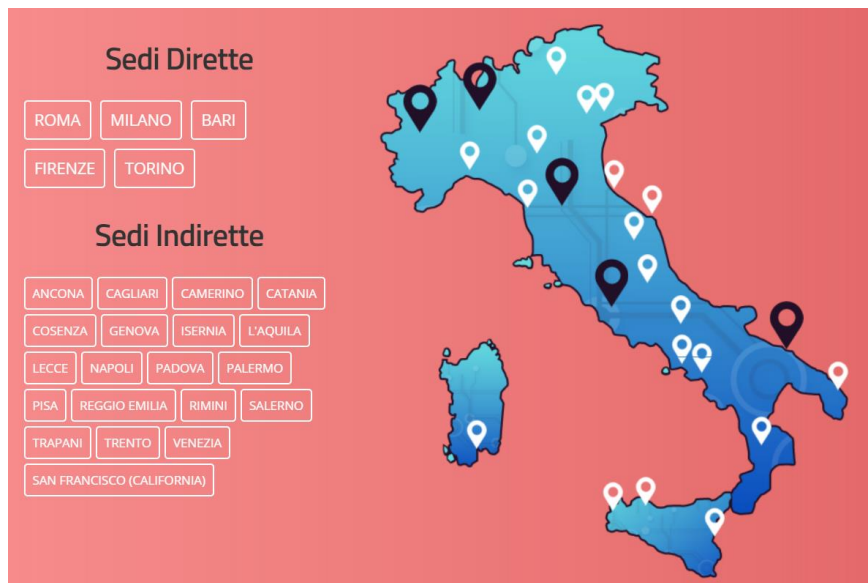 Sedi Dirette
ROMA MILANO BARI
FIRENZE TORINO
Sedi Indirette
ANCONA CAGLIARI CAMERINO CATANIA
COSENZA GENOVA ISERNIA L'AQUILA
LECCE NAPOLI PADOVA PALERMO
PISA REGGIO EMILIA RIMINI SALERNO
TRAPANI TRENTO VENEZIA
SAN FRANCISCO (CALIFORNIA)